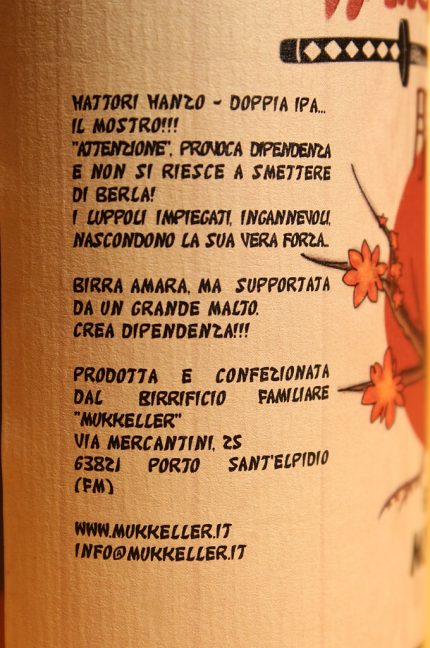 HATTORI HANZO - DOPPIA IPA...
IL MOSTRO!!!
"ATTENZIONE", PROVOCA DIPENDENZA
E NON SI RIESCE A SMETTERE
DI BERLA!
I LUPPOLI IMPIEGATI, INGANNEVOLI,
NASCONDONO LA SUA VERA FORZA..
BIRRA AMARA, MA SUPPORTATA
DA UN GRANDE MALTO.
CREA DIPENDENZA!!!
PRODOTTA E CONFEZIONATA
DAL BIRRIFICIO FAMILIARE
"MUKKELLER"
VIA MERCANTINI, 25
63821 PORTO SANT'ELPIDIO
(FM)
WWW.MUKKELLER.IT
INFO@MUKKELLER.IT